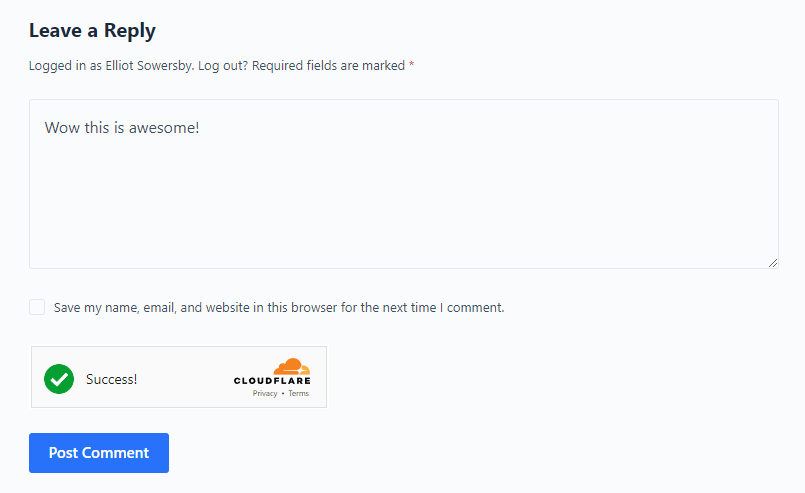 Leave a Reply
Logged in as Elliot Sowersby. Log out? Required fields are marked *
Wow this is awesome!
Save my name, email, and website in this browser for the next time I comment.
Success!
CLOUDFLARE
Privacy • Terms
Post Comment